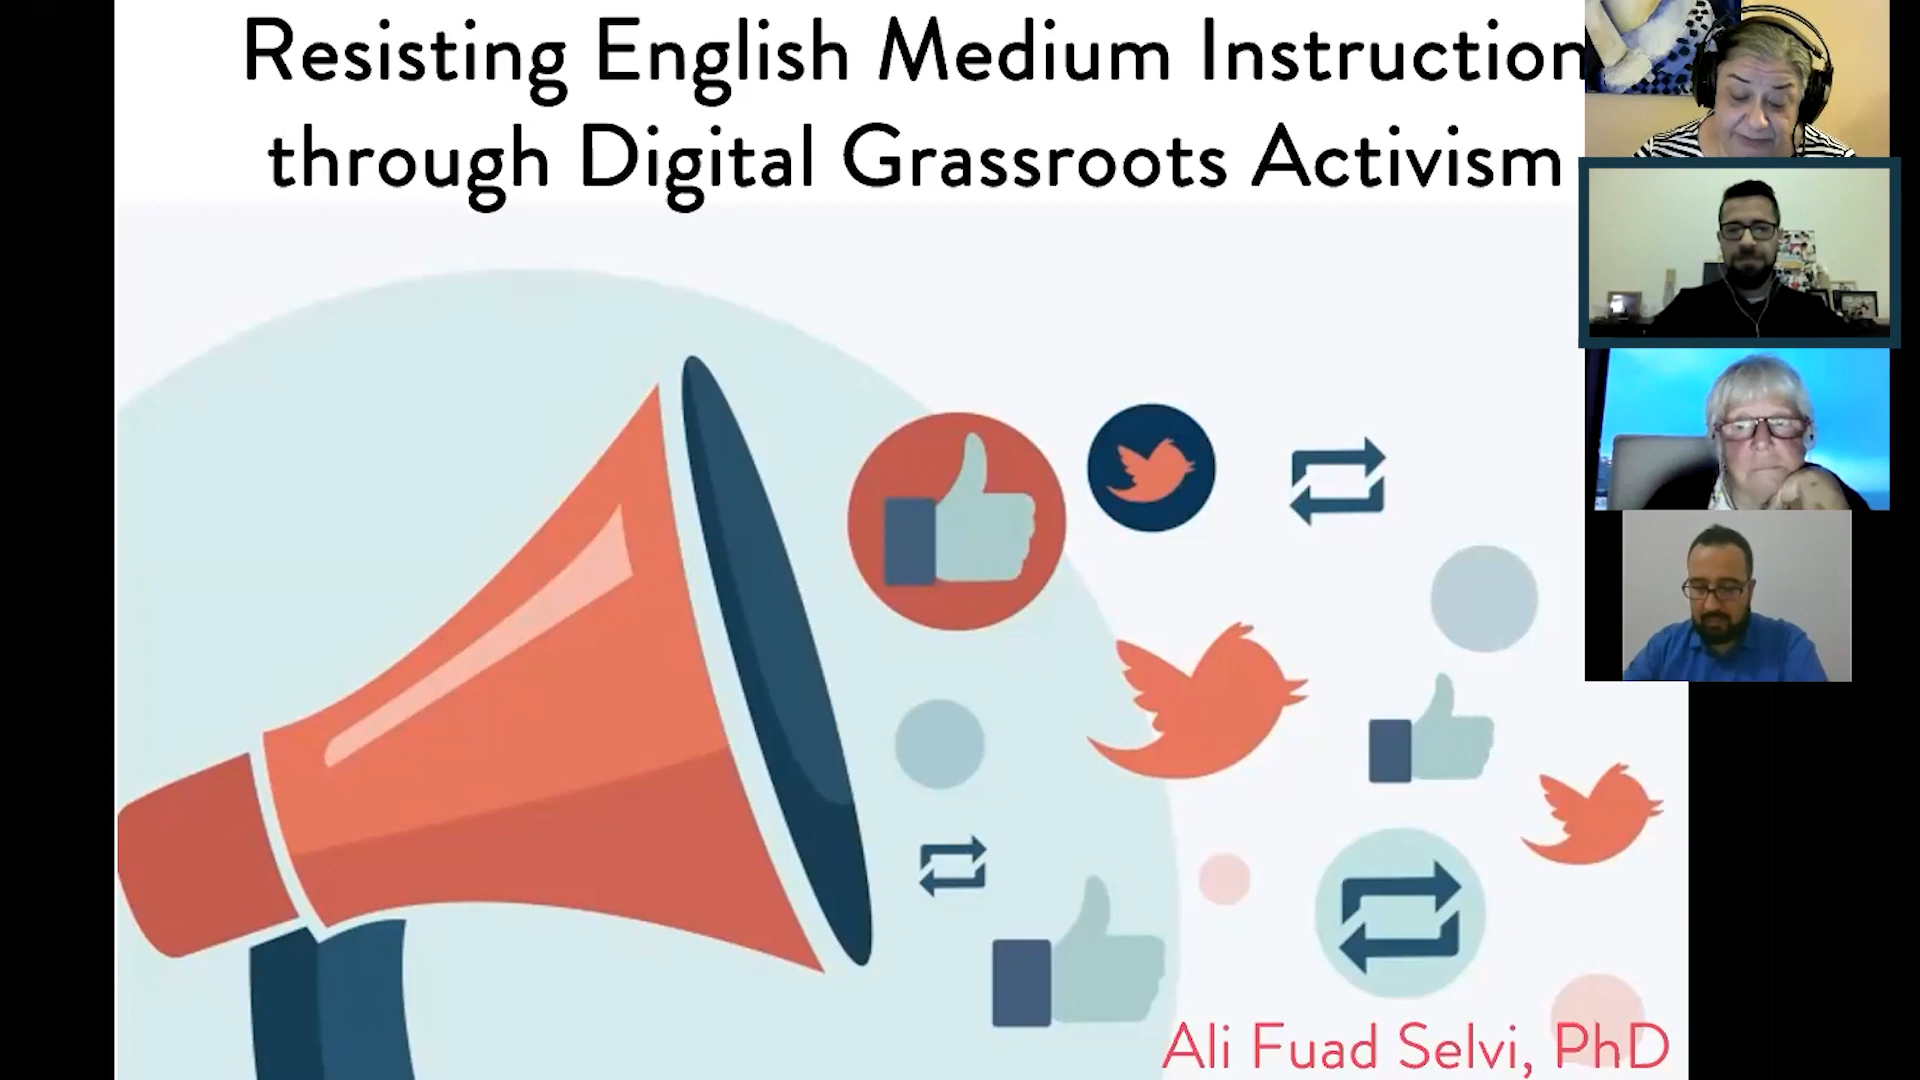 Resisting English Medium Instruction
through Digital Grassroots Activism
Ali Fuad Selvi, PhD